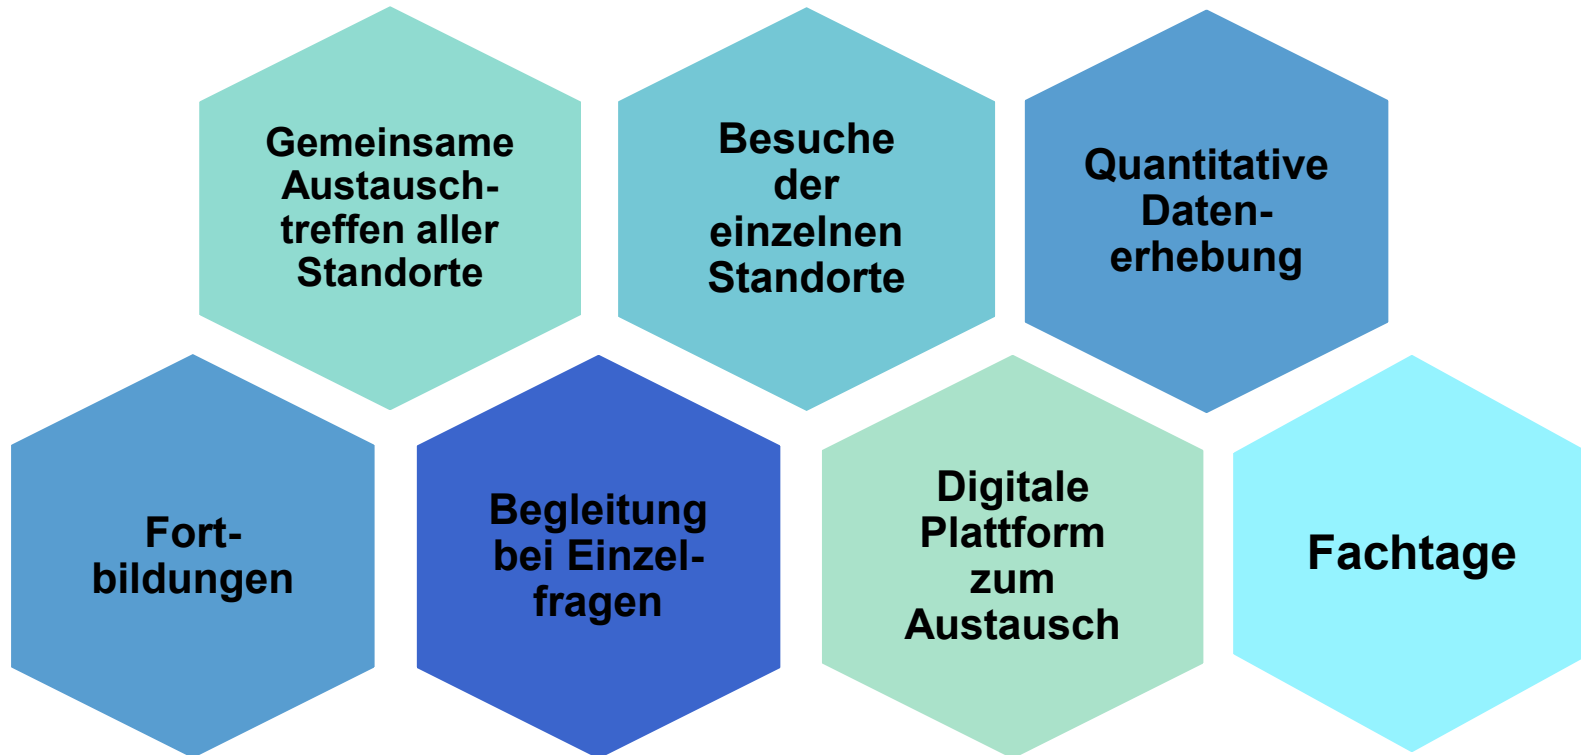 Gemeinsame
Austausch-
treffen aller
Standorte
Besuche
der
einzelnen
Standorte
Quantitative
Daten-
erhebung
Fort-
bildungen
Begleitung
bei Einzel-
fragen
Digitale
Plattform
zum
Austausch
Fachtage